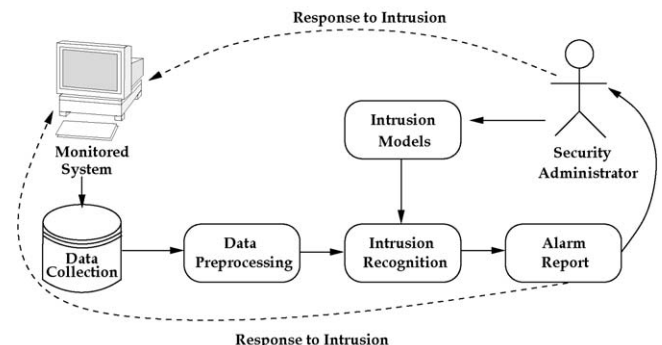 Response to Intrusion
Monitored
System
Intrusion
Models
Security
Administrator
Data
Collection
Data
Preprocessing
Intrusion
Recognition
Alarm
Report
Response to Intrusion